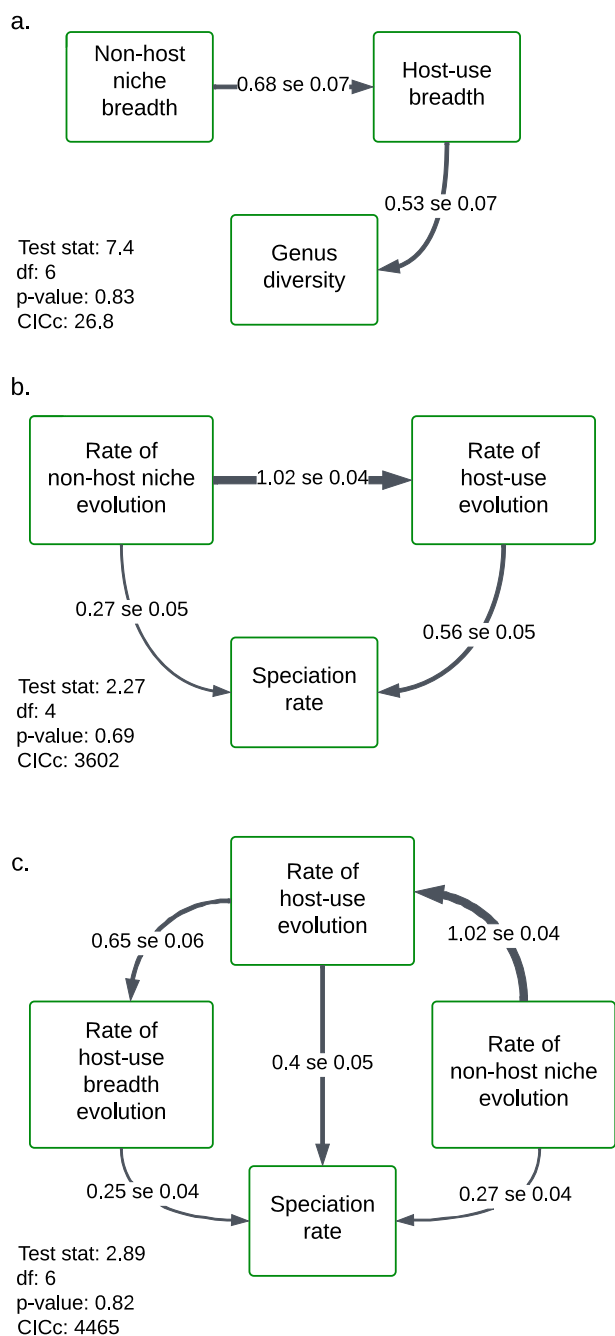 a.
Non-host
niche
breadth
0.68 se 0.07
Host-use
breadth
0.53 se 0.07
Genus
diversity
Test stat: 7.4
df: 6
p-value: 0.83
CICc: 26.8
b.
Rate of
non-host niche
evolution
1.02 se 0.04
Rate of
host-use
evolution
0.27 se 0.05
0.56 se 0.05
Speciation
rate
Test stat: 2.27
df: 4
p-value: 0.69
CICc: 3602
c.
Rate of
host-use
evolution
0.65 se 0.06
1.02 se 0.04
Rate of
host-use
breadth
evolution
0.4 se 0.05
Rate of
non-host niche
evolution
0.25 se 0.04
0.27 se 0.04
Speciation
rate
Test stat: 2.89
df: 6
p-value: 0.82
CICc: 4465